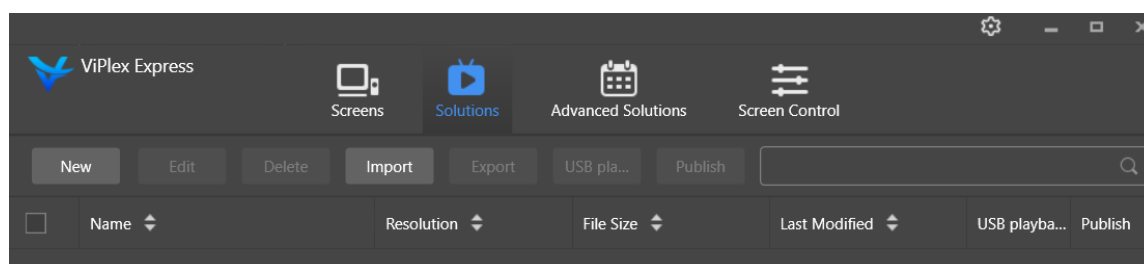 ViPlex Express
Screens Solutions Advanced Solutions Screen Control
New Edit Delete Import Export USB pla... Publish
Name Resolution File Size Last Modified USB playba... Publish